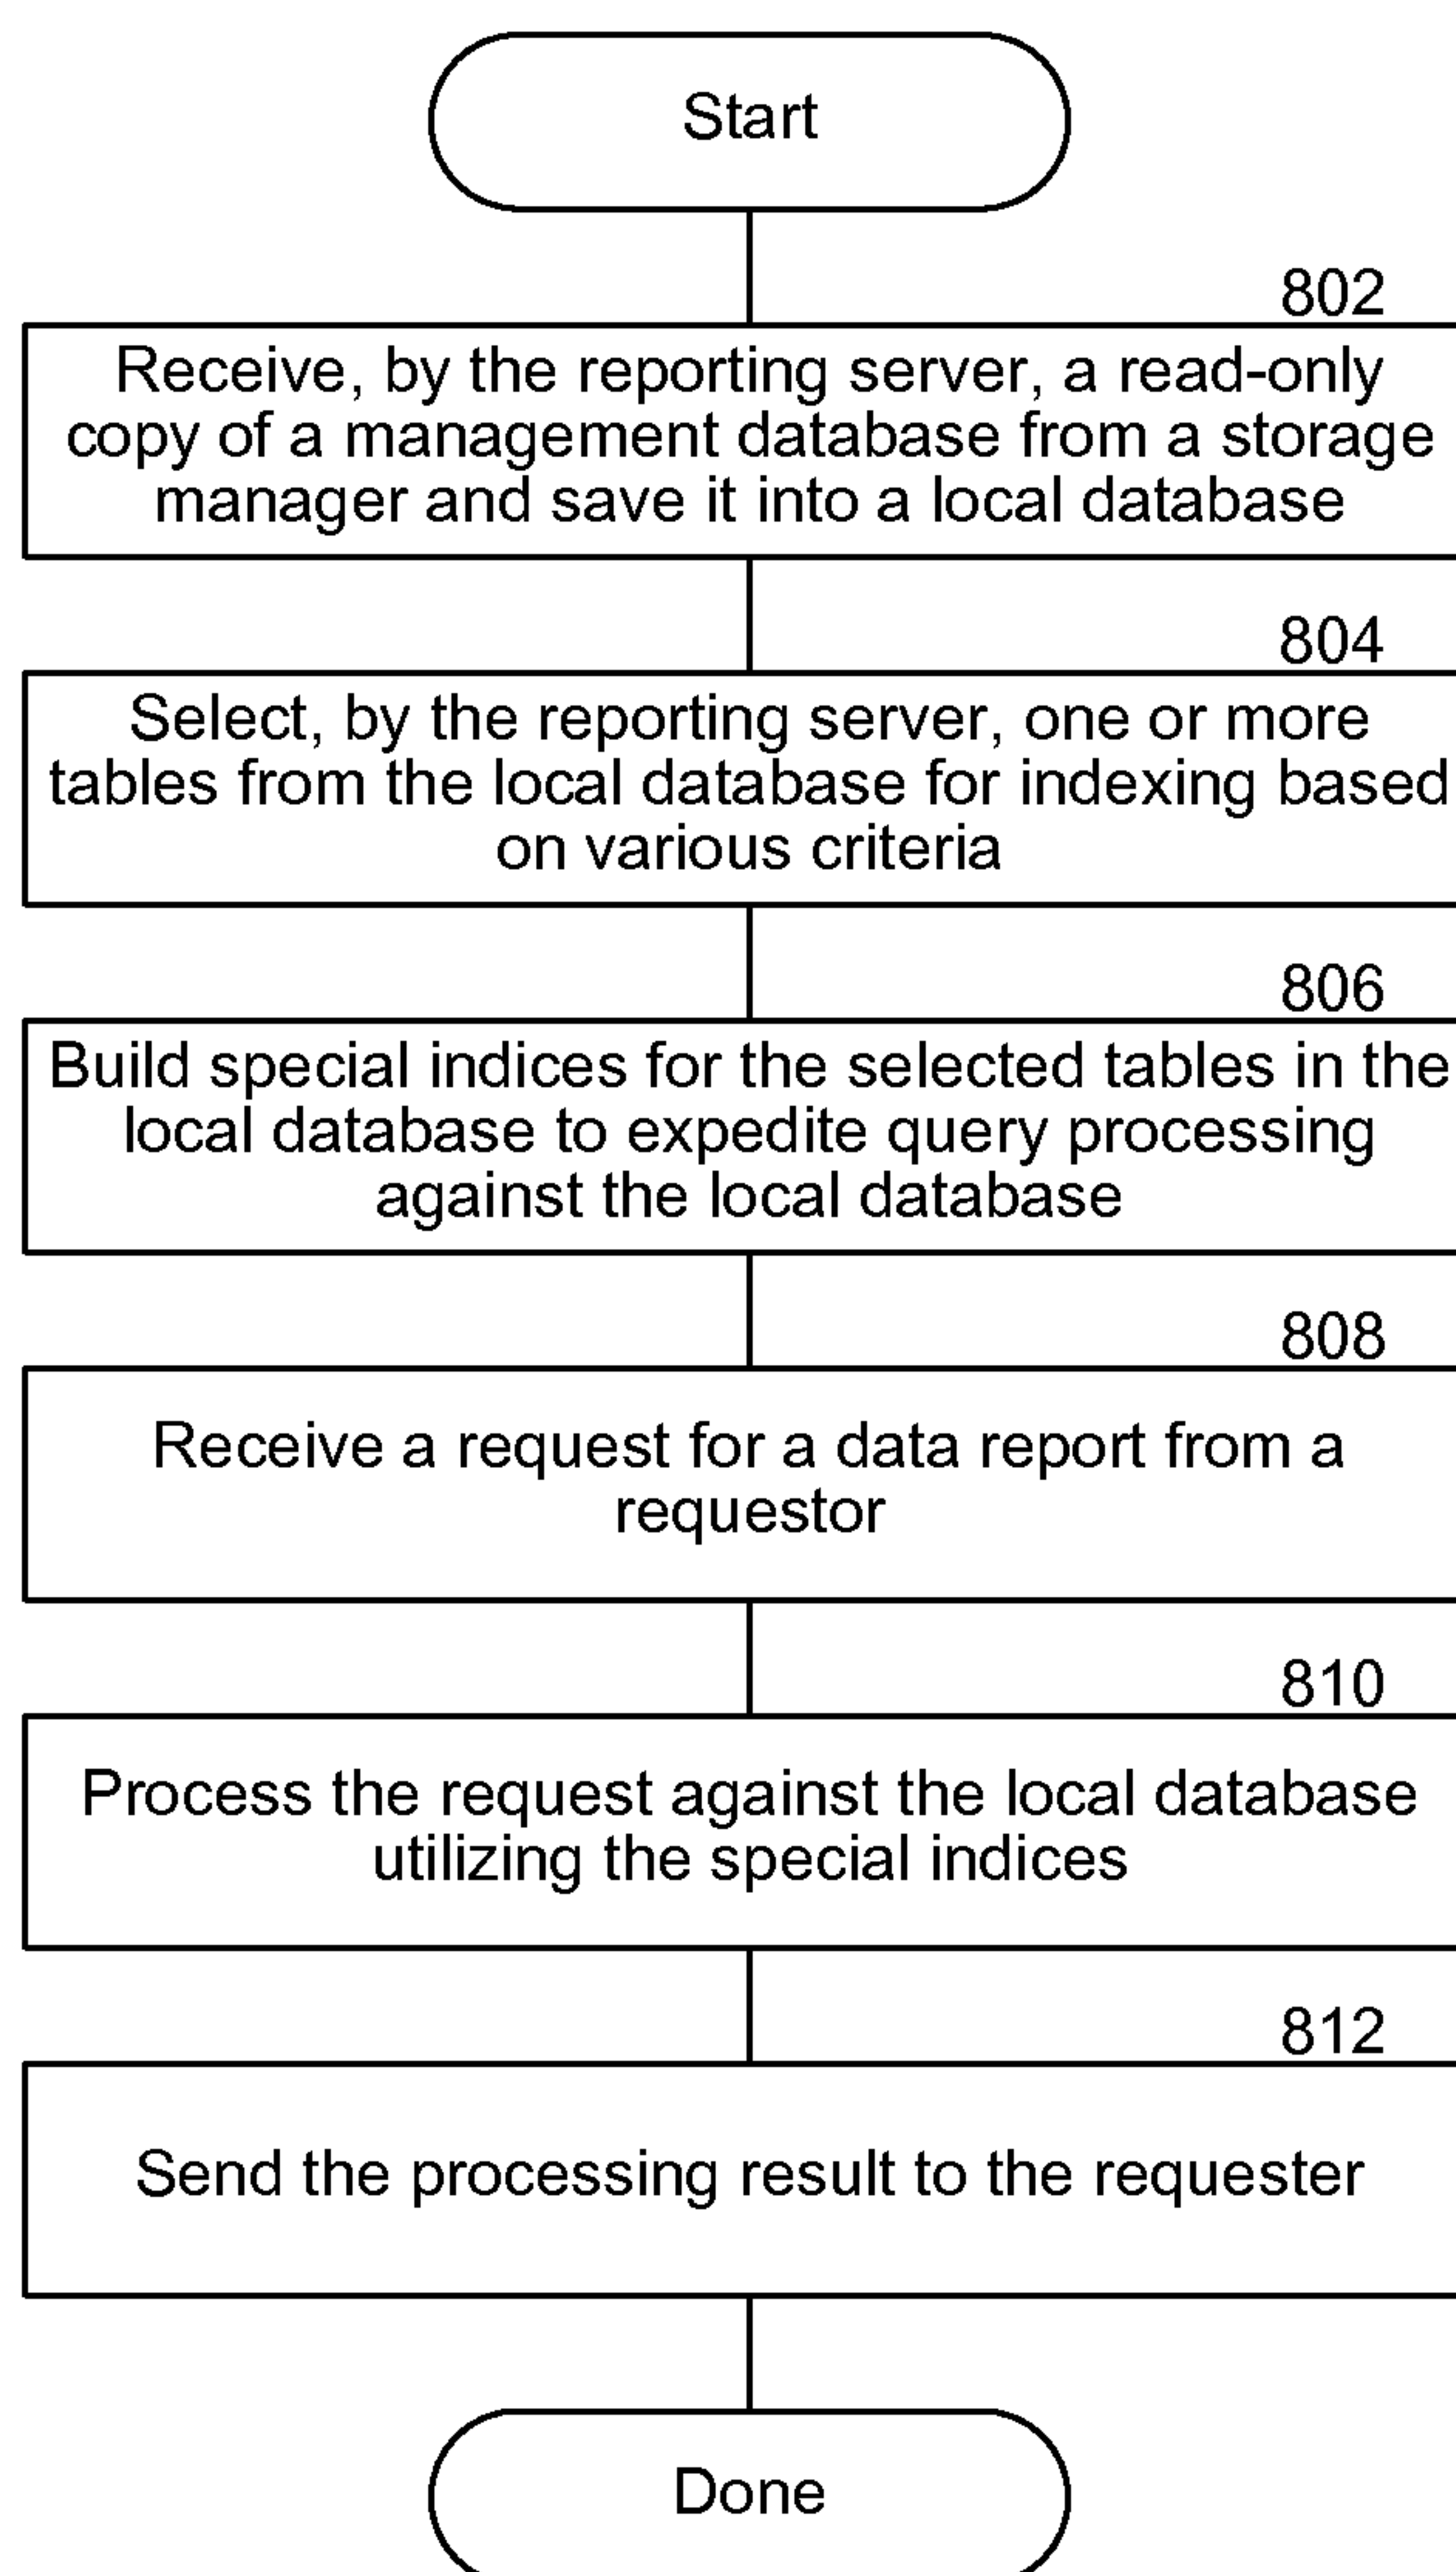 Start
802
Receive, by the reporting server, a read-only
copy of a management database from a storage
manager and save it into a local database
804
Select, by the reporting server, one or more
tables from the local database for indexing based
on various criteria
806
Build special indices for the selected tables in the
local database to expedite query processing
against the local database
808
Receive a request for a data report from a
requestor
810
Process the request against the local database
utilizing the special indices
812
Send the processing result to the requester
Done